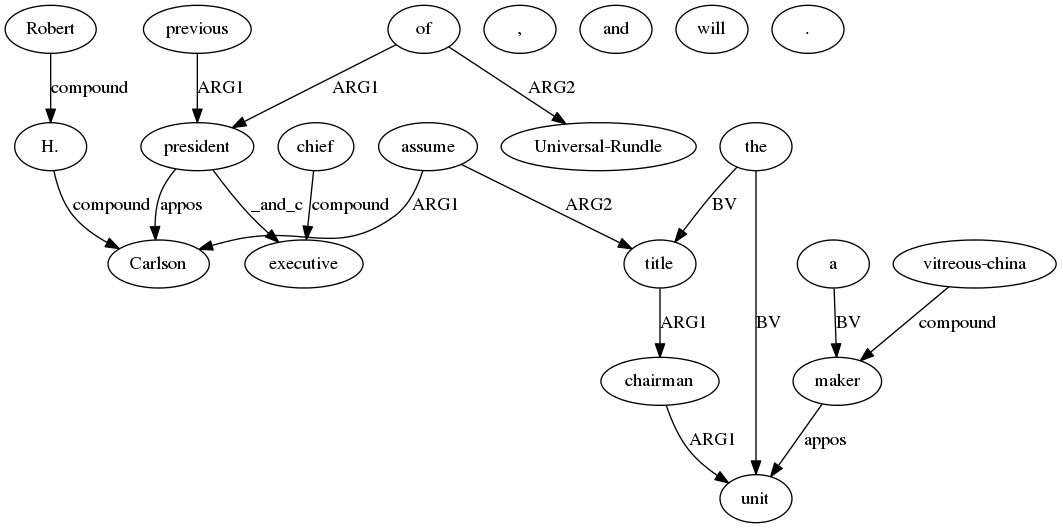 Robert previous of , and will .
compound ARG1 ARG1 ARG2
H. president chief assume Universal-Rundle the
compound appos _and_c compound ARG1 ARG2 BV
Carlson executive title a vitreous-china
ARG1 BV BV compound
chairman maker
ARG1 appos
unit